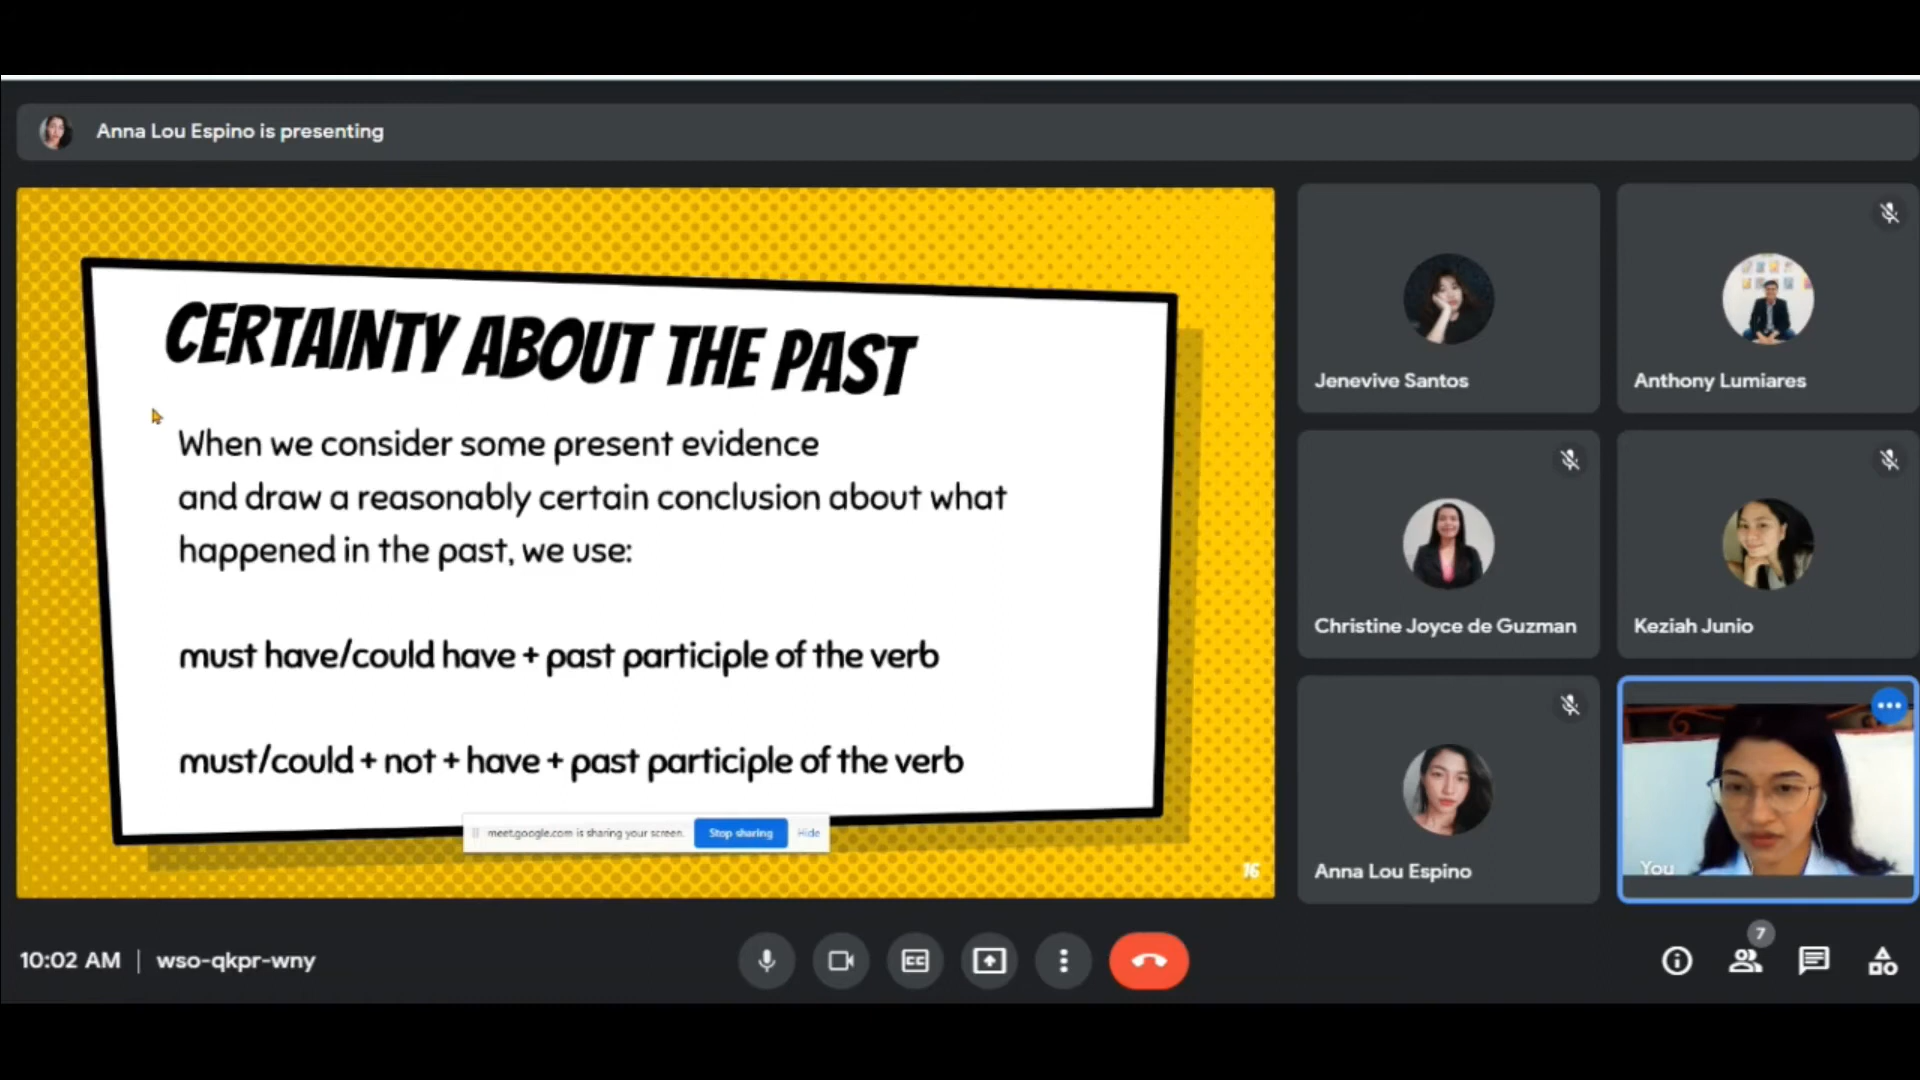 Anna Lou Espino is presenting
CERTAINTY ABOUT THE PAST
When we consider some present evidence
and draw a reasonably certain conclusion about what
happened in the past, we use:
must have/could have + past participle of the verb
must/could + not + have + past participle of the verb
meet.google.com is sharing your screen.
Stop sharing
Hide
16
Jenevive Santos
Anthony Lumiares
Christine Joyce de Guzman
Keziah Junio
Anna Lou Espino
You
10:02 AM | wso-qkpr-wny
CC
7